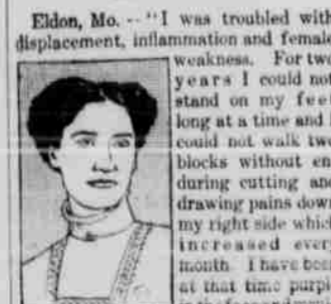 Eldon, Mo. -- "I was troubled with
displacement, inflammation and female
weakness. For two
years I could not
stand on my feet
long at a time and I
could not walk two
blocks without en-
during cutting and
drawing pains down
my right side which
increased every
month. I have been
at that time purple